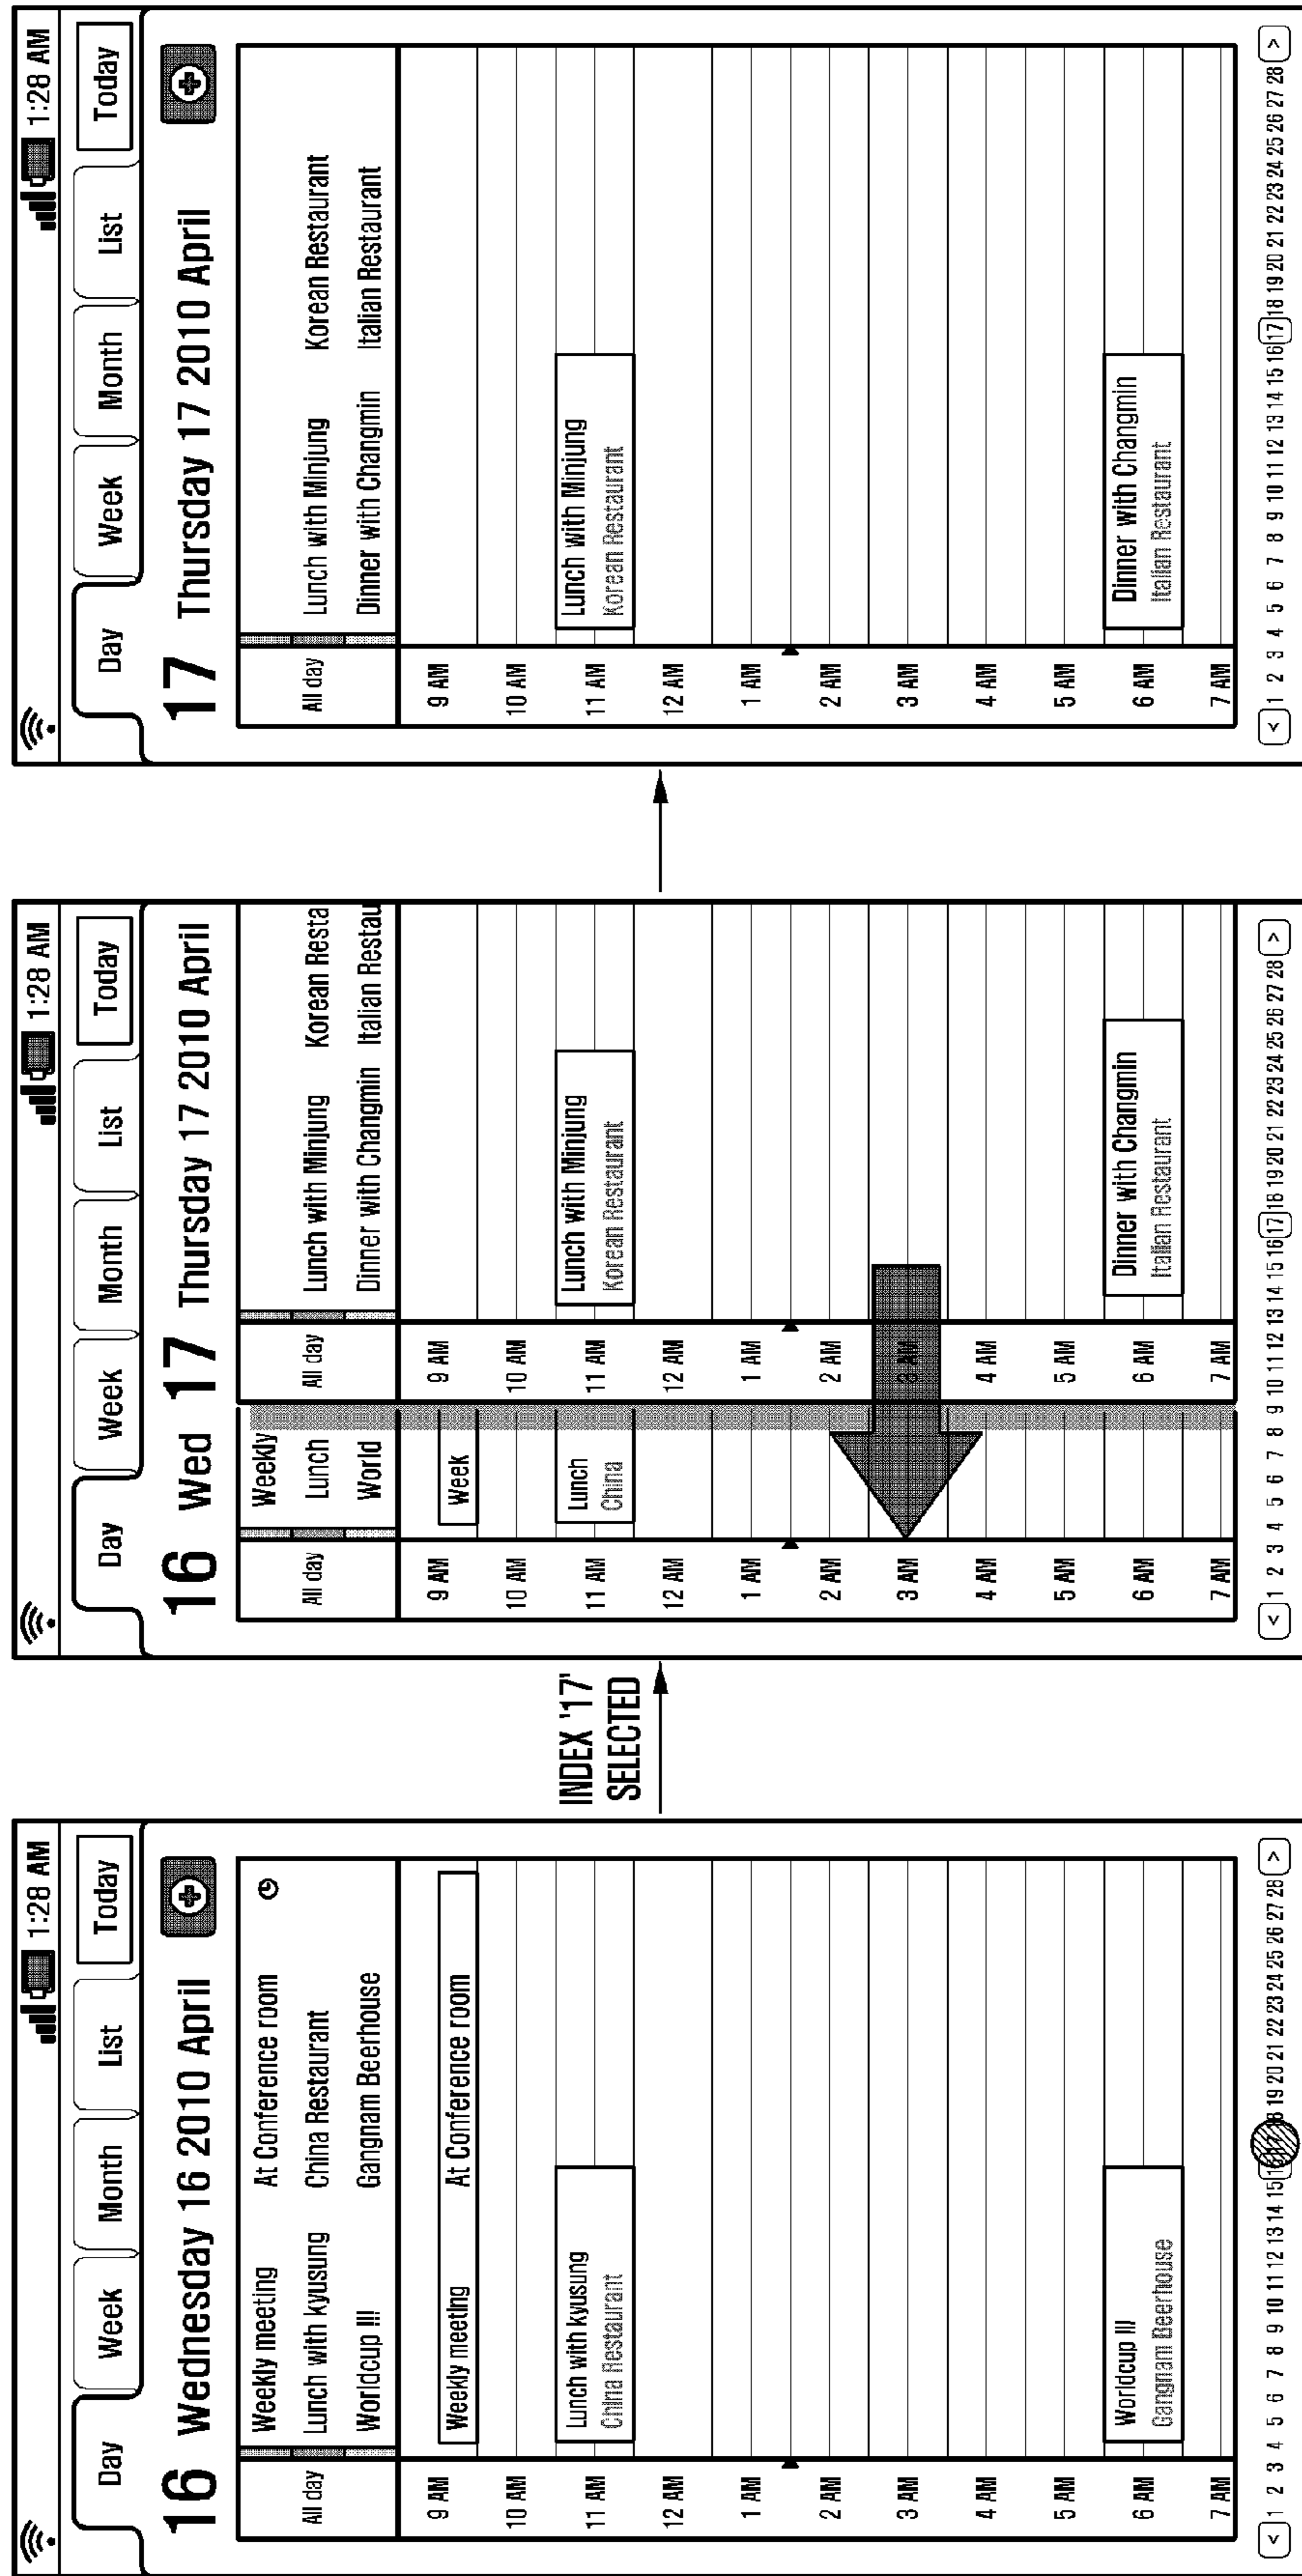 1:28 AM
Day Week Month List Today
16 Wednesday 16 2010 April
All day
Weekly meeting At Conference room
Lunch with kyusung China Restaurant
Worldcup !!! Gangnam Beerhouse
9 AM
Weekly meeting At Conference room
10 AM
11 AM
Lunch with kyusung
China Restaurant
12 AM
1 AM
2 AM
3 AM
4 AM
5 AM
6 AM
Worldcup !!!
Gangnam Beerhouse
7 AM
< 1 2 3 4 5 6 7 8 9 10 11 12 13 14 15 16 17 18 19 20 21 22 23 24 25 26 27 28 >
INDEX '17'
SELECTED
1:28 AM
Day Week Month List Today
16 Wed 17 Thursday 17 2010 April
All day
Weekly
Lunch
World
All day
Lunch with Minjung Korean Resta
Dinner with Changmin Italian Restau
9 AM
Week
10 AM
11 AM
Lunch
China
12 AM
1 AM
2 AM
3 AM
4 AM
5 AM
6 AM
7 AM
9 AM
10 AM
11 AM
Lunch with Minjung
Korean Restaurant
12 AM
1 AM
2 AM
3 AM
4 AM
5 AM
6 AM
Dinner with Changmin
Italian Restaurant
7 AM
< 1 2 3 4 5 6 7 8 9 10 11 12 13 14 15 16 17 18 19 20 21 22 23 24 25 26 27 28 >
1:28 AM
Day Week Month List Today
17 Thursday 17 2010 April
All day
Lunch with Minjung Korean Restaurant
Dinner with Changmin Italian Restaurant
9 AM
10 AM
11 AM
Lunch with Minjung
Korean Restaurant
12 AM
1 AM
2 AM
3 AM
4 AM
5 AM
6 AM
Dinner with Changmin
Italian Restaurant
7 AM
< 1 2 3 4 5 6 7 8 9 10 11 12 13 14 15 16 17 18 19 20 21 22 23 24 25 26 27 28 >